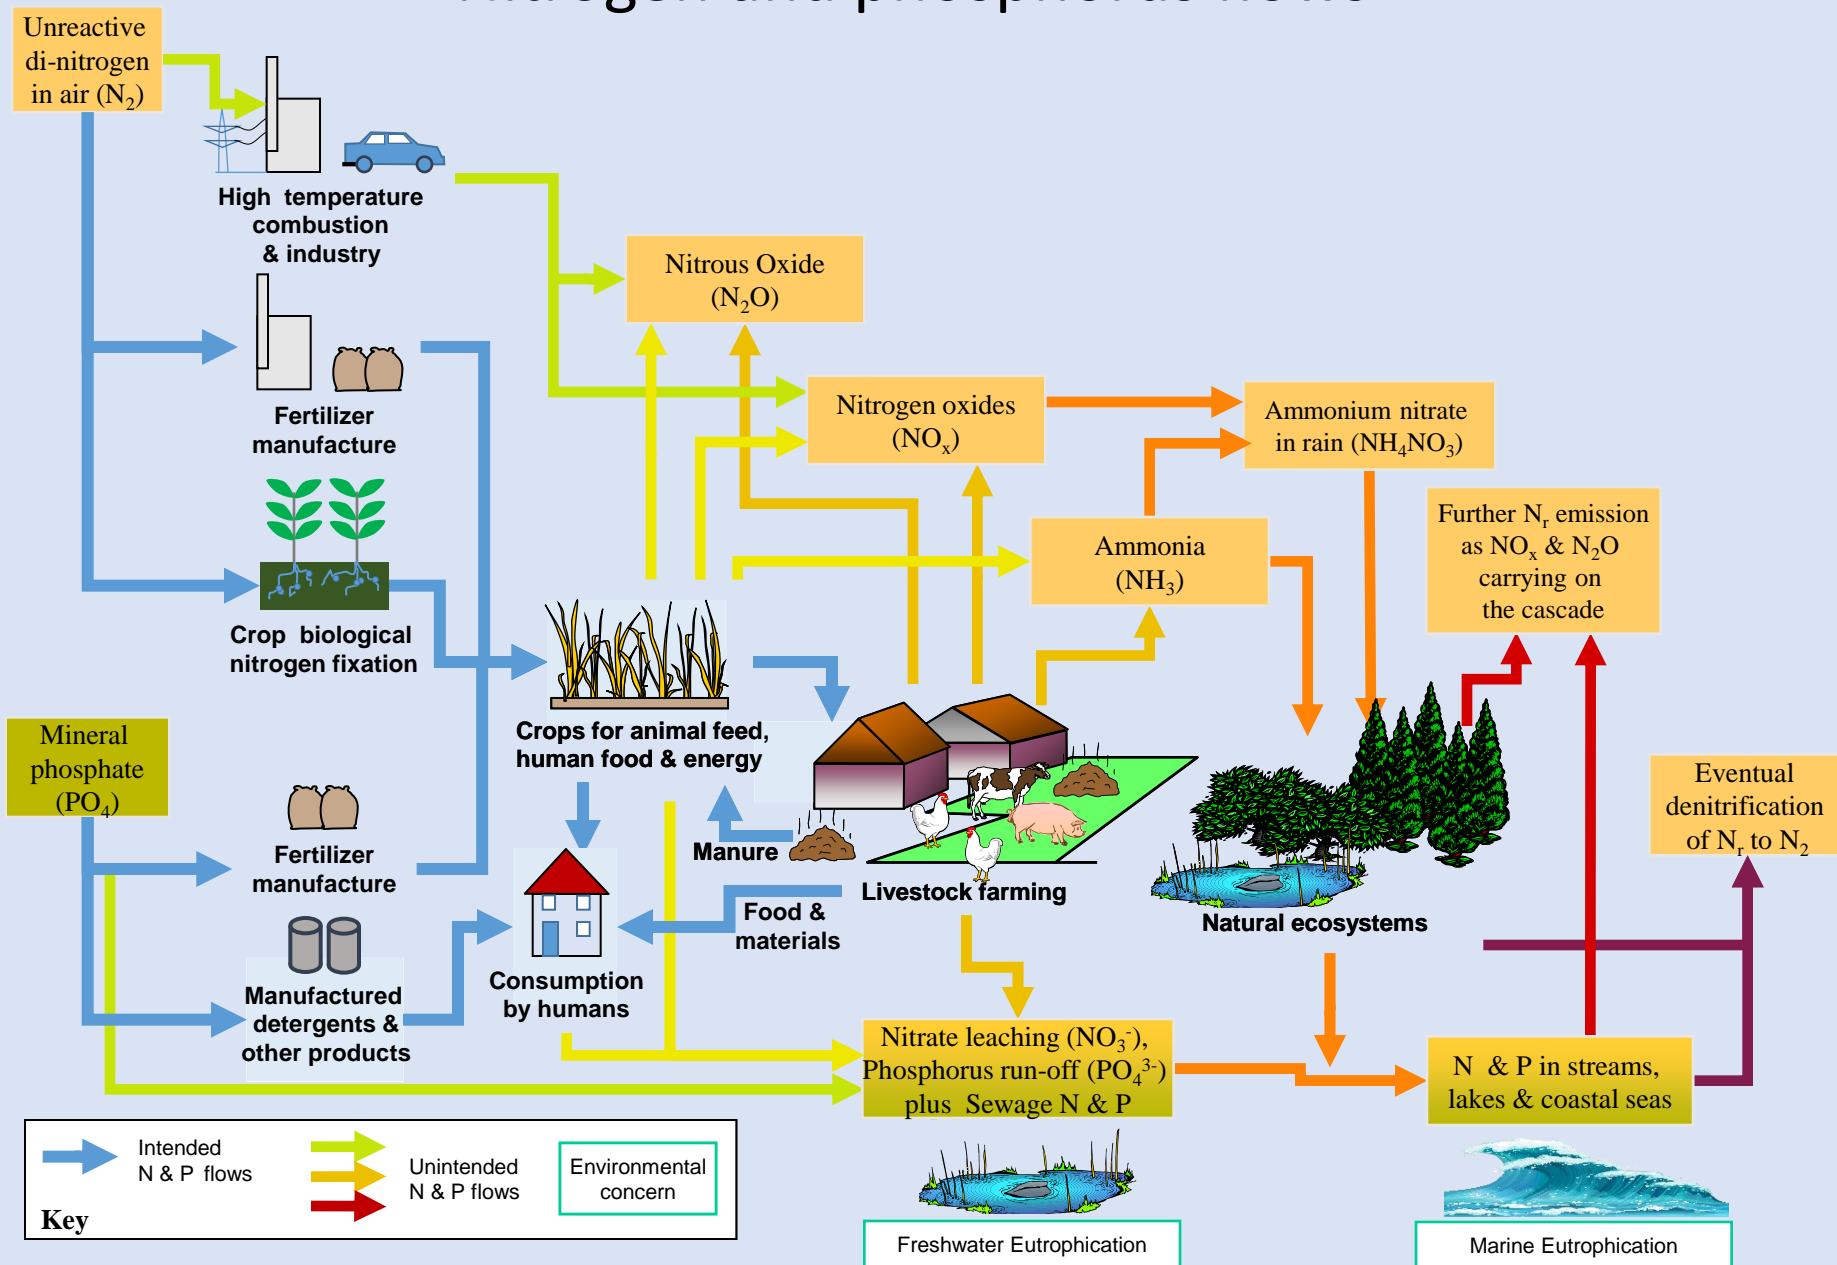 Nitrogen and phosphorus flows
Unreactive
di-nitrogen
in air (N₂)
High temperature
combustion
& industry
Nitrous Oxide
(N₂O)
Fertilizer
manufacture
Nitrogen oxides
(NOₓ)
Ammonium nitrate
in rain (NH₄NO₃)
Further Nᵣ emission
as NOₓ & N₂O
carrying on
the cascade
Ammonia
(NH₃)
Crop biological
nitrogen fixation
Crops for animal feed,
human food & energy
Mineral
phosphate
(PO₄)
Eventual
denitrification
of Nᵣ to N₂
Fertilizer
manufacture
Manure
Livestock farming
Food &
materials
Natural ecosystems
Consumption
by humans
Manufactured
detergents &
other products
Nitrate leaching (NO₃⁻),
Phosphorus run-off (PO₄³⁻)
plus Sewage N & P
N & P in streams,
lakes & coastal seas
Intended
N & P flows
Unintended
N & P flows
Environmental
concern
Key
Freshwater Eutrophication
Marine Eutrophication